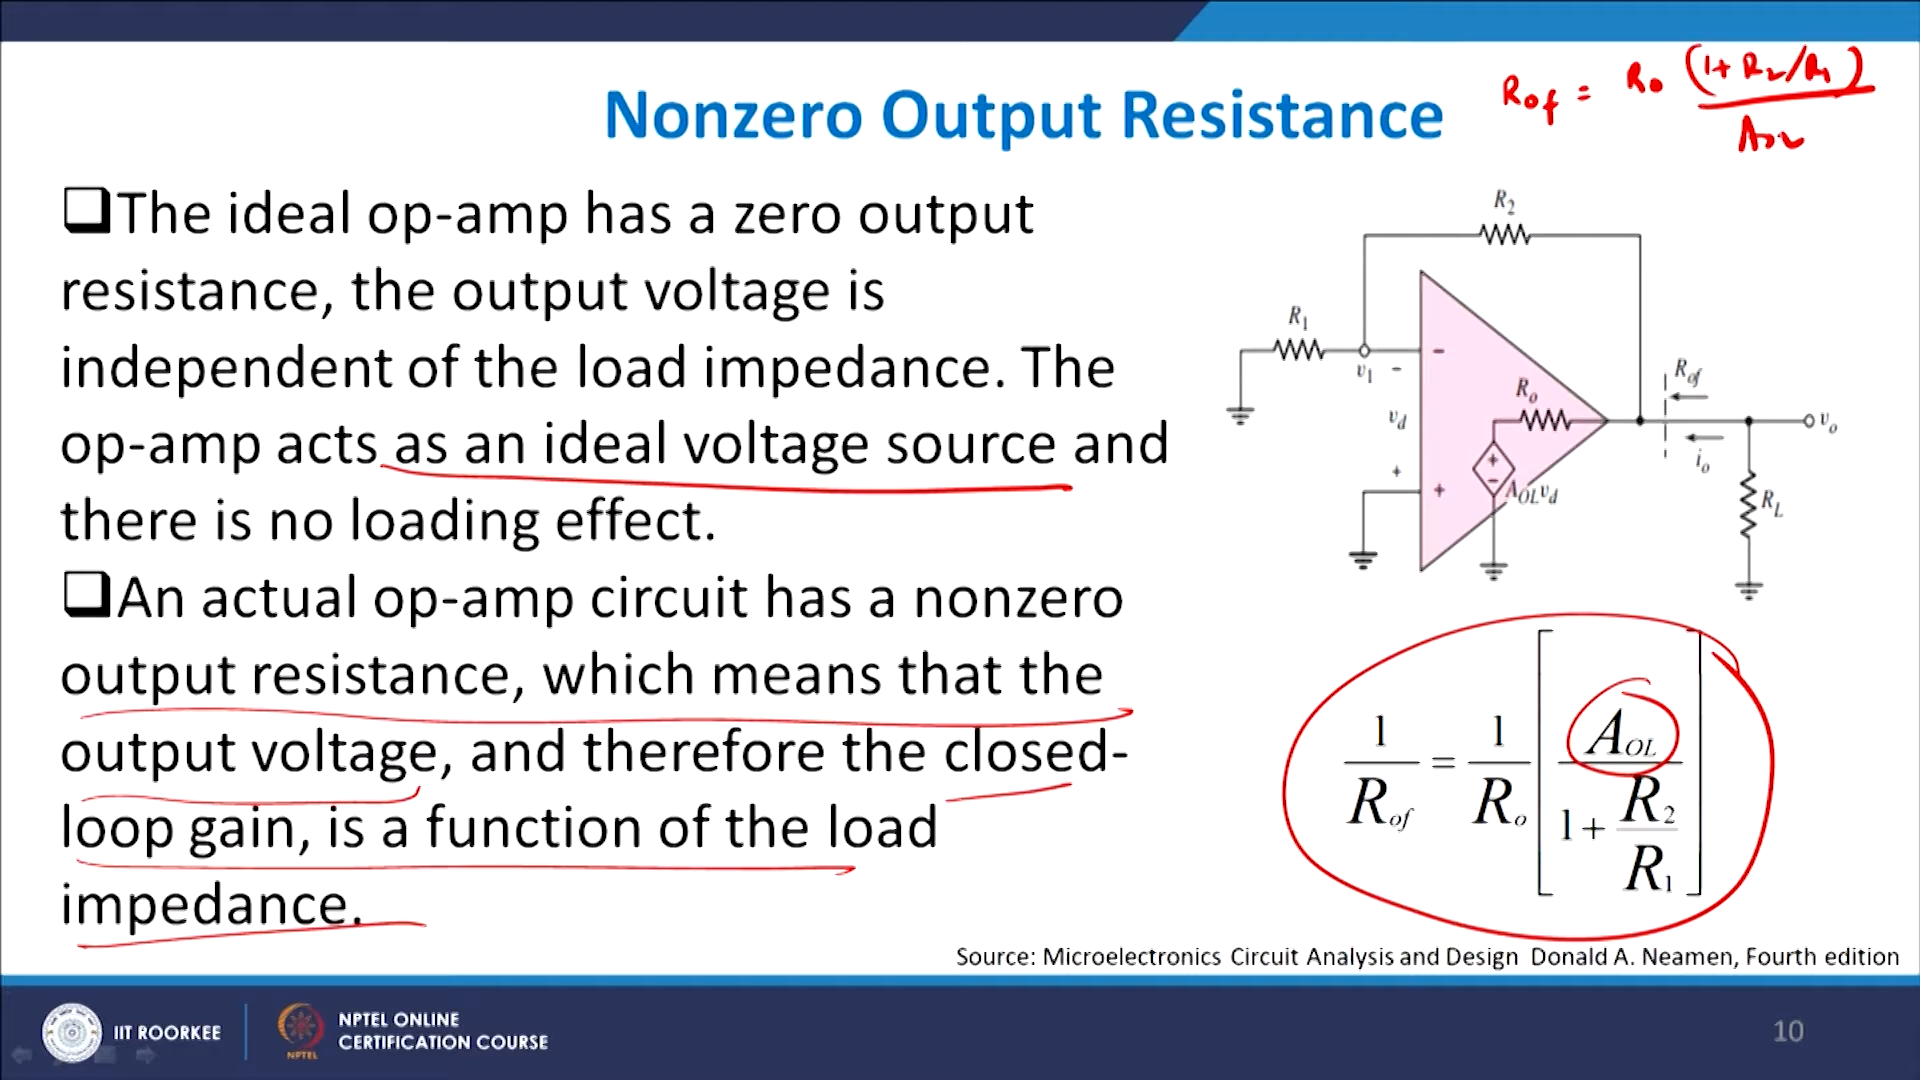 Nonzero Output Resistance
Rof = Ro (1+ R2/R1) / AOL
❑The ideal op-amp has a zero output
resistance, the output voltage is
independent of the load impedance. The
op-amp acts as an ideal voltage source and
there is no loading effect.
❑An actual op-amp circuit has a nonzero
output resistance, which means that the
output voltage, and therefore the closed-
loop gain, is a function of the load
impedance.
R2
R1
v1 -
vd
+
-
+
Ro
+
-
AOLvd
Rof
io
vo
RL
1/Rof = 1/Ro [AOL / (1 + R2/R1)]
Source: Microelectronics Circuit Analysis and Design Donald A. Neamen, Fourth edition
IIT ROORKEE
NPTEL
NPTEL ONLINE
CERTIFICATION COURSE
10